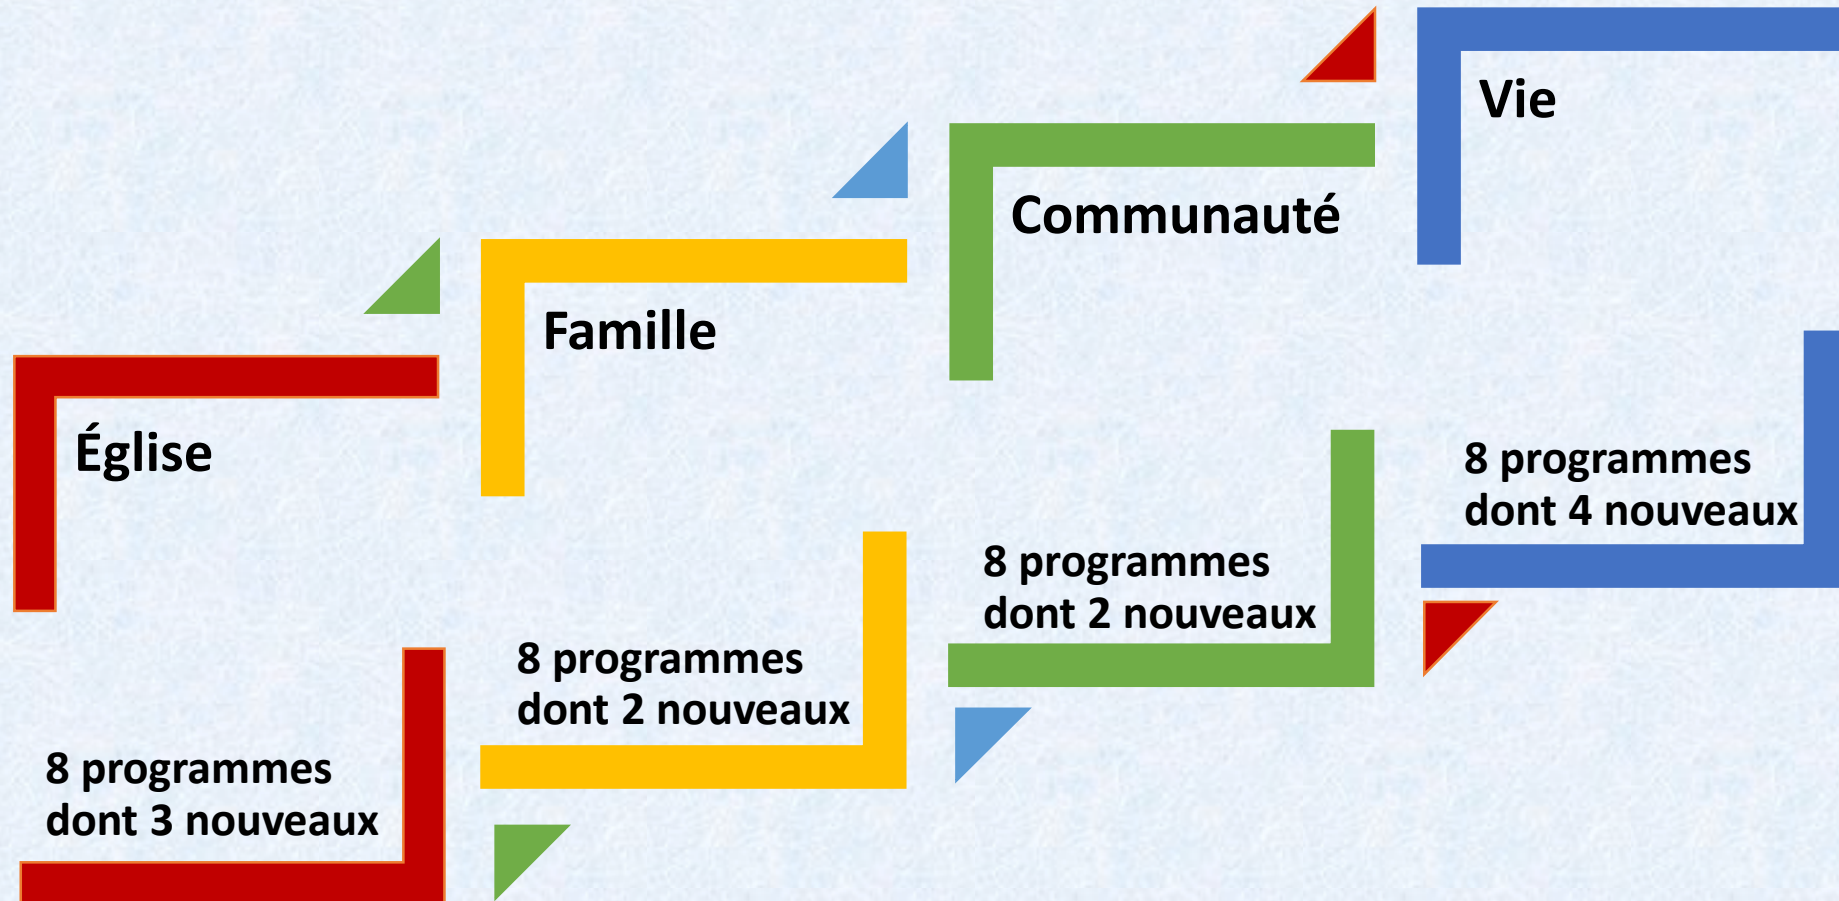 Église
8 programmes
dont 3 nouveaux
Famille
8 programmes
dont 2 nouveaux
Communauté
8 programmes
dont 2 nouveaux
Vie
8 programmes
dont 4 nouveaux